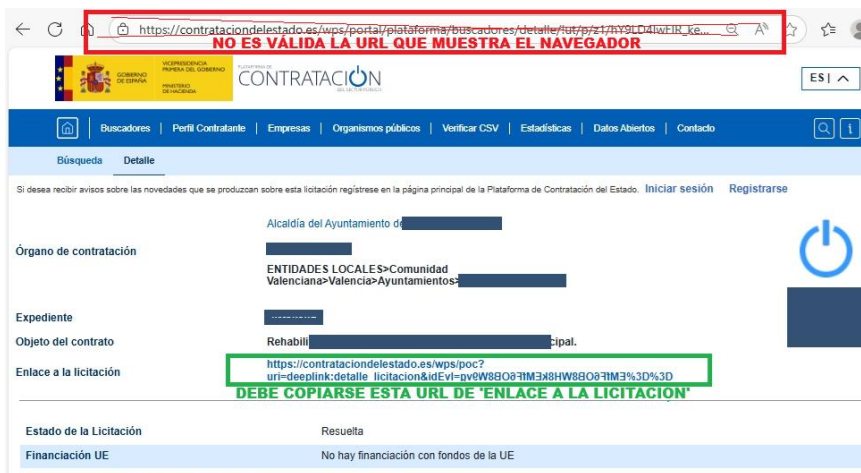 https://contrataciondelestado.es/wps/portal/plataforma/buscadores/detalle/!ut/p/z1/
NO ES VÁLIDA LA URL QUE MUESTRA EL NAVEGADOR
GOBIERNO DE ESPAÑA
VICEPRESIDENCIA PRIMERA DEL GOBIERNO
MINISTERIO DE HACIENDA
PLATAFORMA DE
CONTRATACIÓN
DEL SECTOR PÚBLICO
ES|
Buscadores | Perfil Contratante | Empresas | Organismos públicos | Verificar CSV | Estadísticas | Datos Abiertos | Contacto
Búsqueda Detalle
Si desea recibir avisos sobre las novedades que se produzcan sobre esta licitación regístrese en la página principal de la Plataforma de Contratación del Estado. Iniciar sesión Registrarse
Alcaldía del Ayuntamiento
Órgano de contratación
ENTIDADES LOCALES>Comunidad
Valenciana>Valencia>Ayuntamientos>
Expediente
Objeto del contrato Rehabili cipal.
Enlace a la licitación
https://contrataciondelestado.es/wps/poc?
uri=deeplink:detalle_licitacion&idEvl=
DEBE COPIARSE ESTA URL DE 'ENLACE A LA LICITACION'
Estado de la Licitación Resuelta
Financiación UE No hay financiación con fondos de la UE